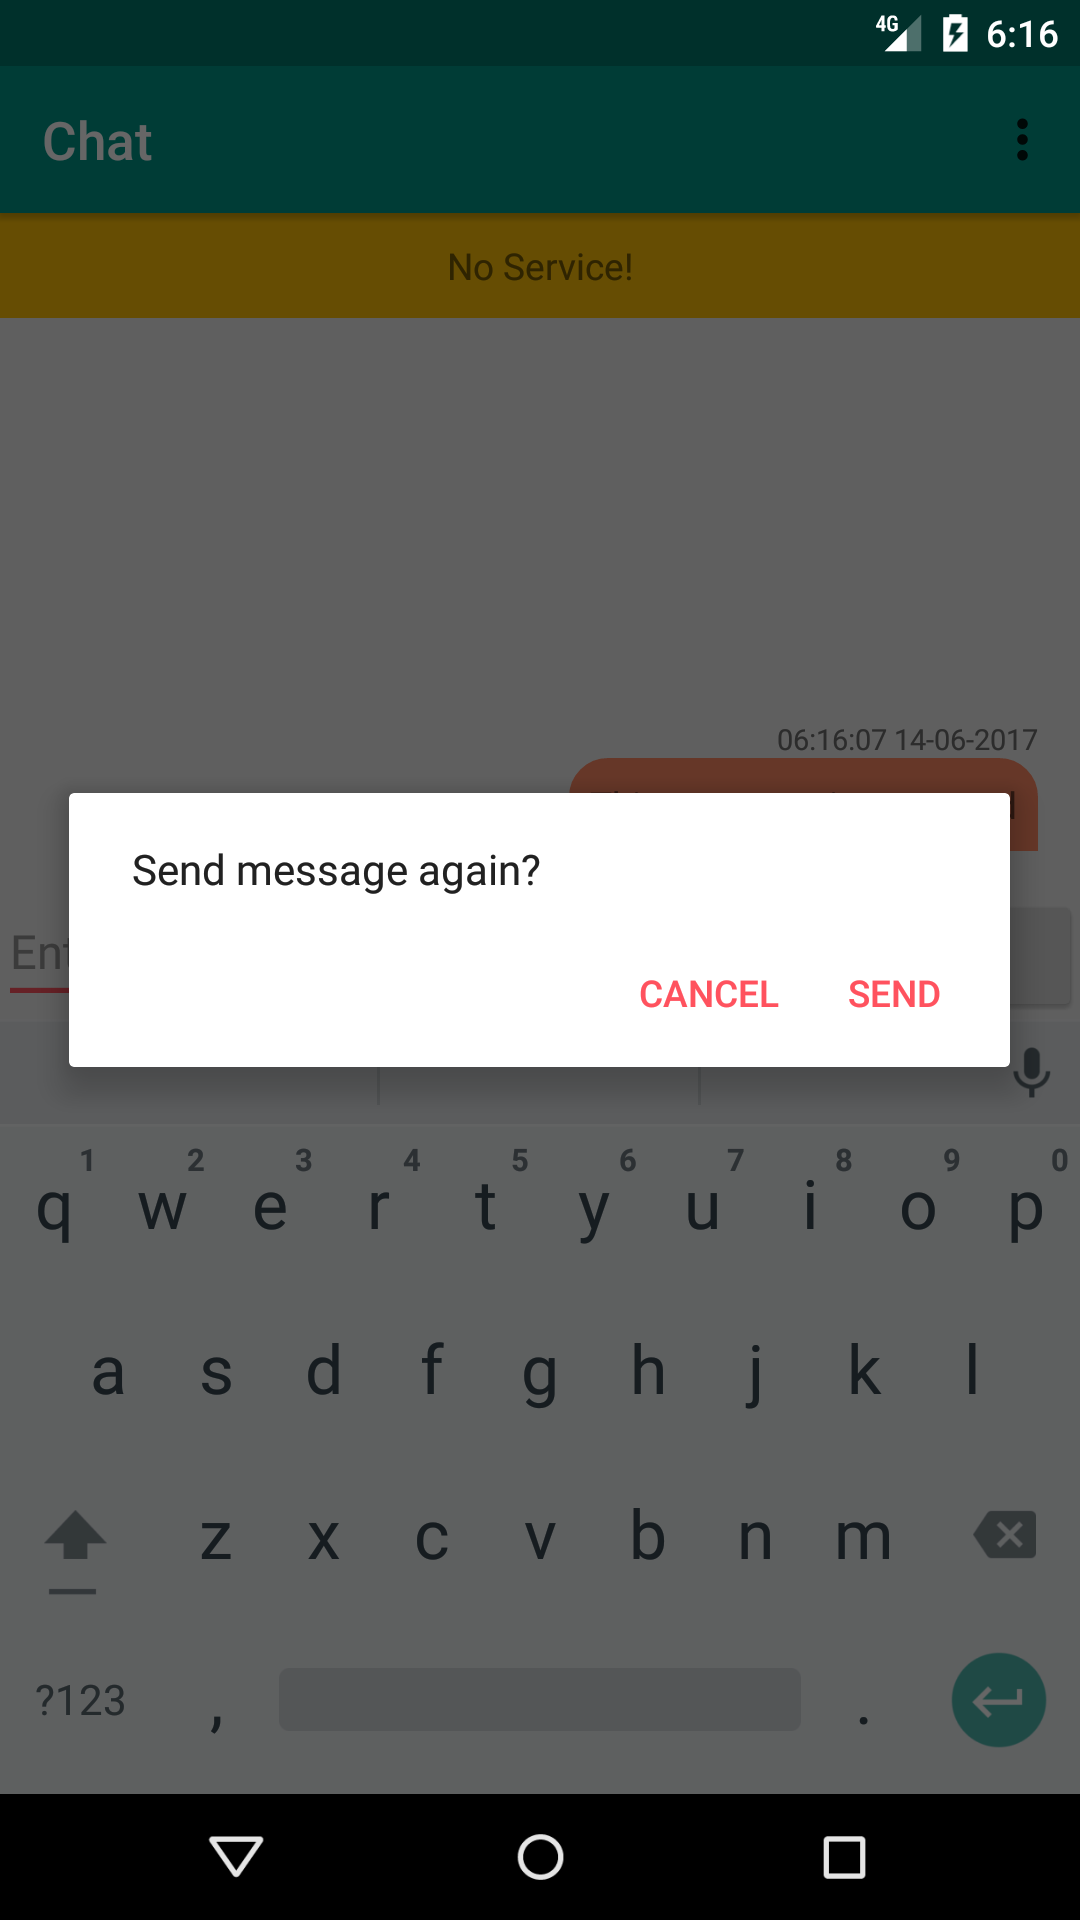 4G 6:16
Chat
No Service!
06:16:07 14-06-2017
Send message again?
CANCEL SEND
1 2 3 4 5 6 7 8 9 0
q w e r t y u i o p
a s d f g h j k l
z x c v b n m
?123 , .